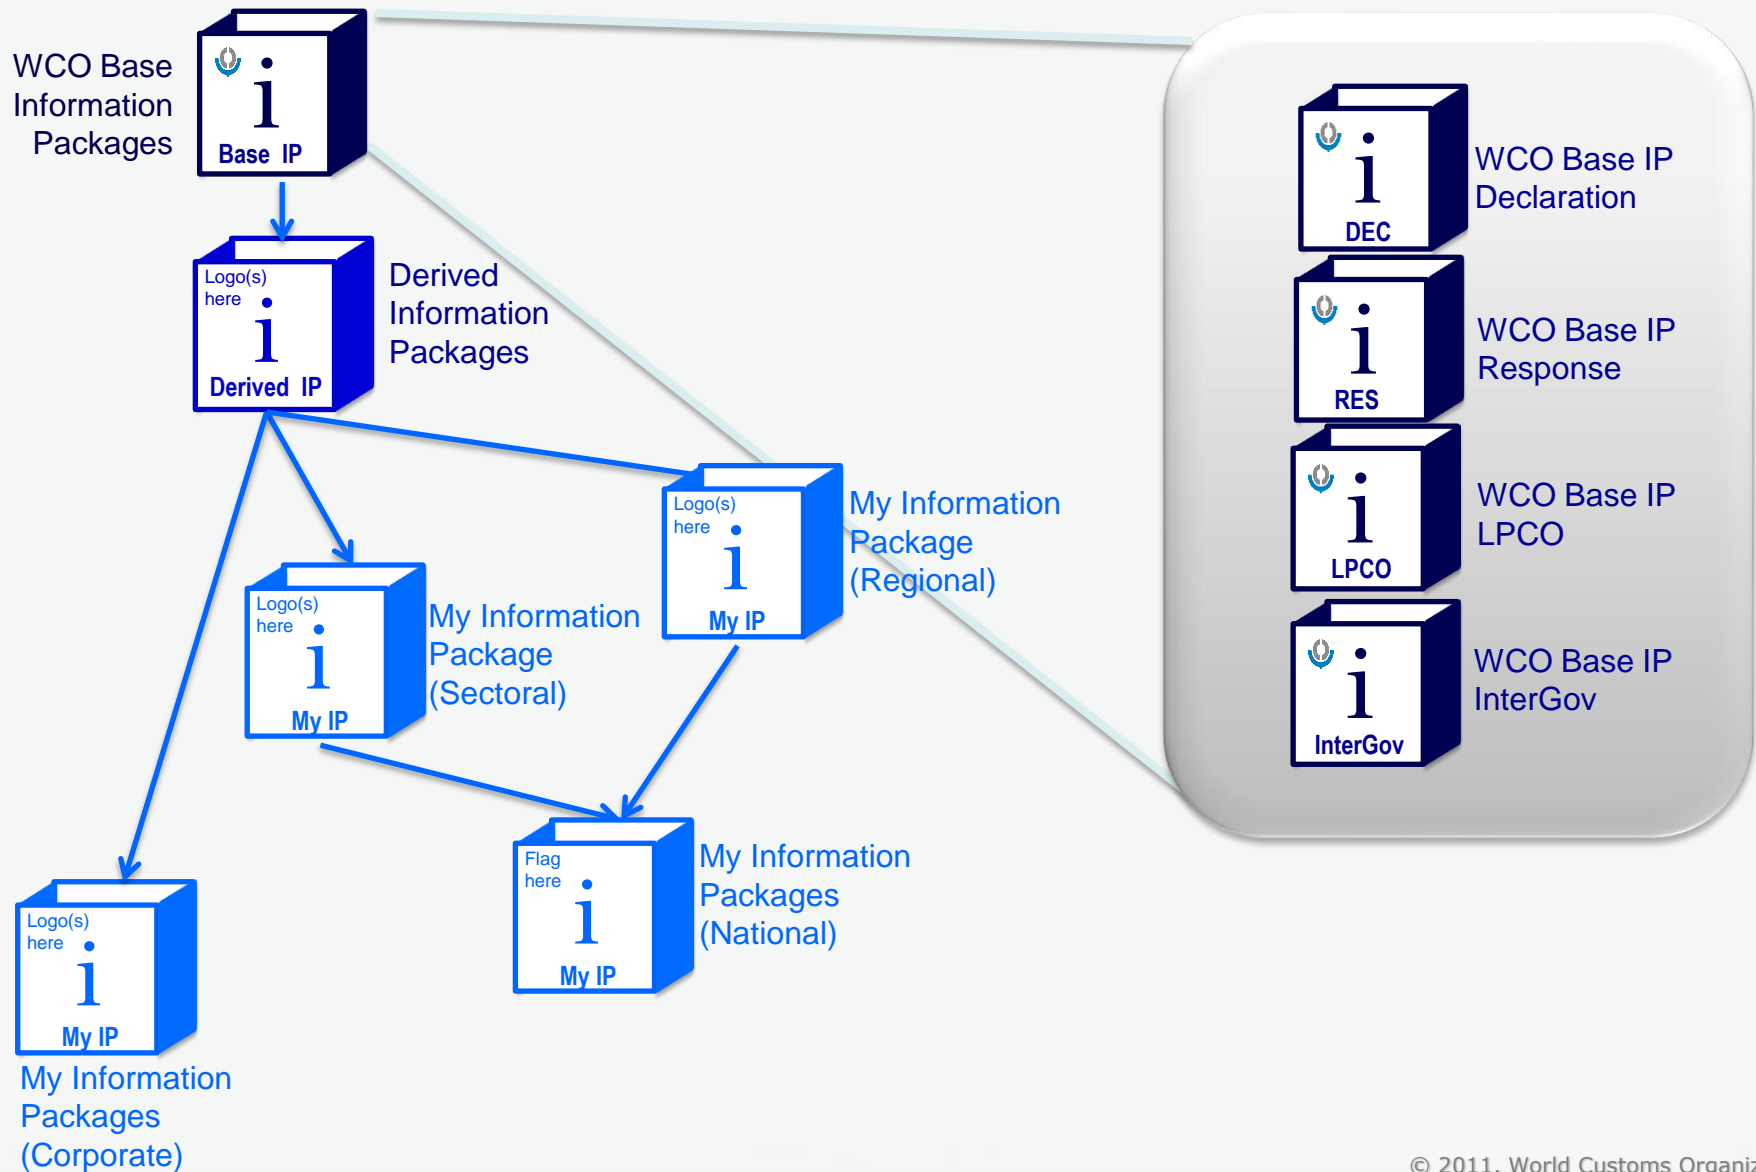 WCO Base
Information
Packages
i
Base IP
Logo(s)
here
i
Derived IP
Derived
Information
Packages
Logo(s)
here
i
My IP
My Information
Package
(Regional)
Logo(s)
here
i
My IP
My Information
Package
(Sectoral)
Flag
here
i
My IP
My Information
Packages
(National)
Logo(s)
here
i
My IP
My Information
Packages
(Corporate)
i
DEC
WCO Base IP
Declaration
i
RES
WCO Base IP
Response
i
LPCO
WCO Base IP
LPCO
i
InterGov
WCO Base IP
InterGov
© 2011, World Customs Organiz